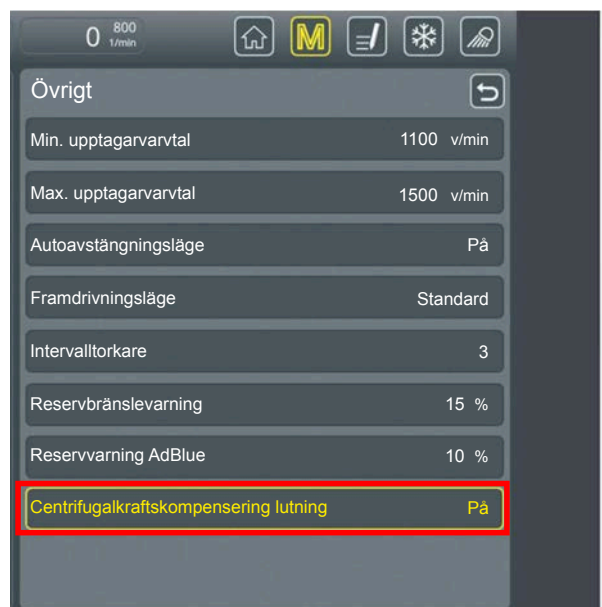 0 800 1/min M
Övrigt
Min. upptagarvarvtal 1100 v/min
Max. upptagarvarvtal 1500 v/min
Autoavstängningsläge På
Framdrivningsläge Standard
Intervalltorkare 3
Reservbränslevarning 15 %
Reservvarning AdBlue 10 %
Centrifugalkraftskompensering lutning På